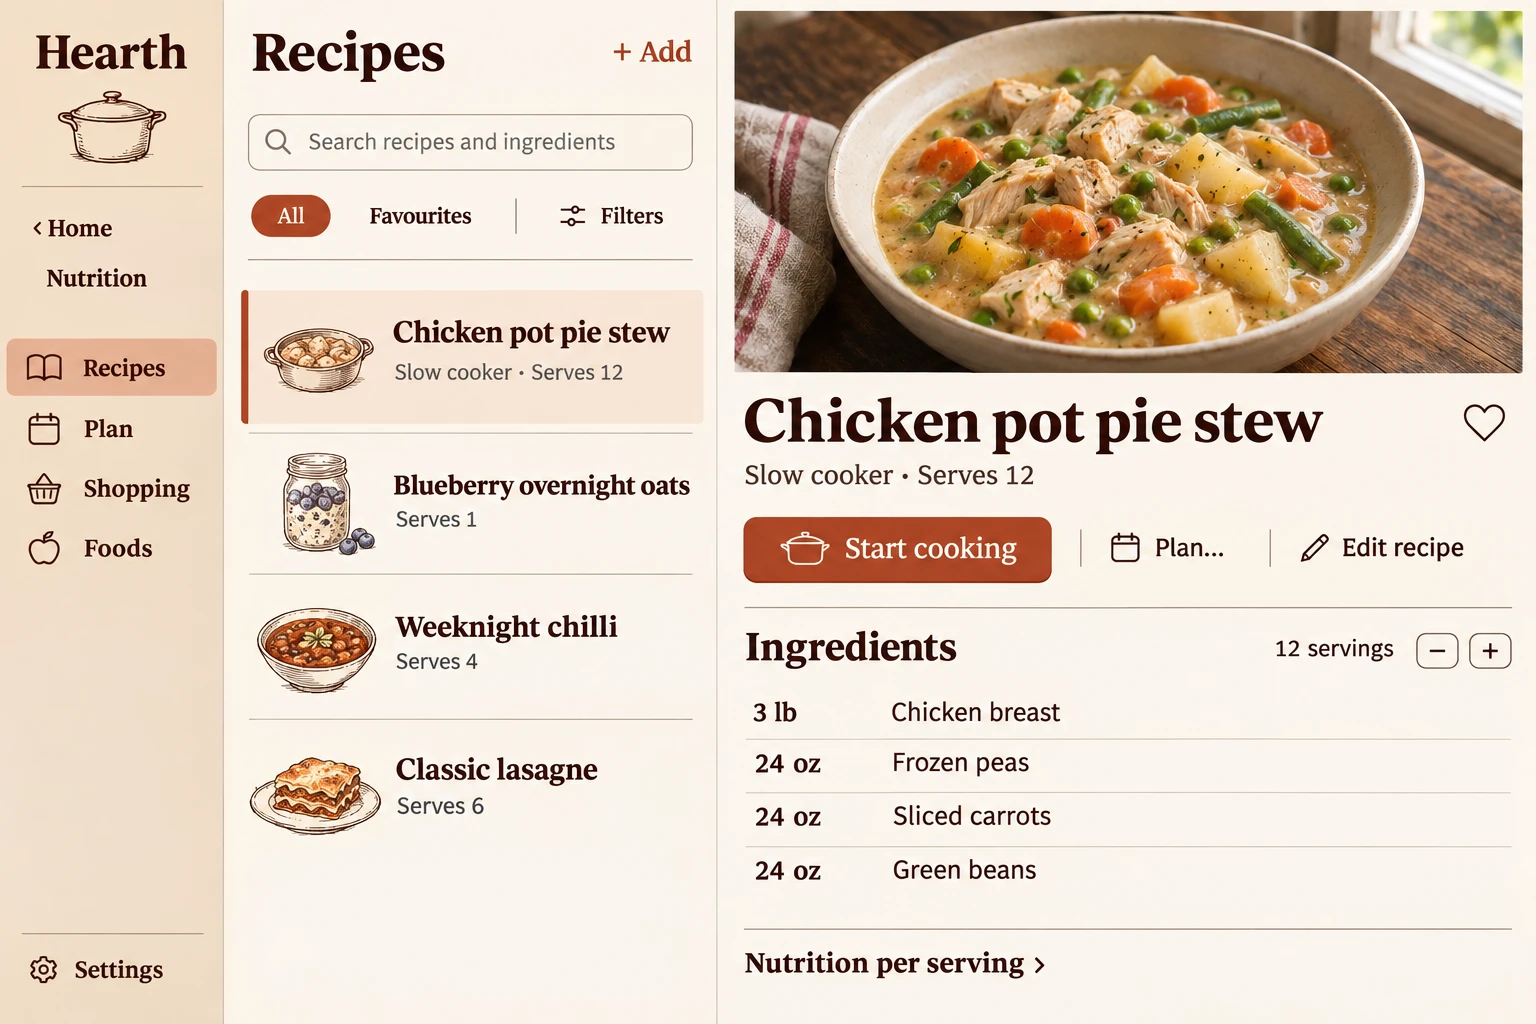 Hearth
‹ Home
Nutrition
Recipes
Plan
Shopping
Foods
Settings
Recipes
+ Add
Search recipes and ingredients
All
Favourites
Filters
Chicken pot pie stew
Slow cooker • Serves 12
Blueberry overnight oats
Serves 1
Weeknight chilli
Serves 4
Classic lasagne
Serves 6
Chicken pot pie stew
Slow cooker • Serves 12
Start cooking
Plan...
Edit recipe
Ingredients
12 servings
− +
3 lb Chicken breast
24 oz Frozen peas
24 oz Sliced carrots
24 oz Green beans
Nutrition per serving ›